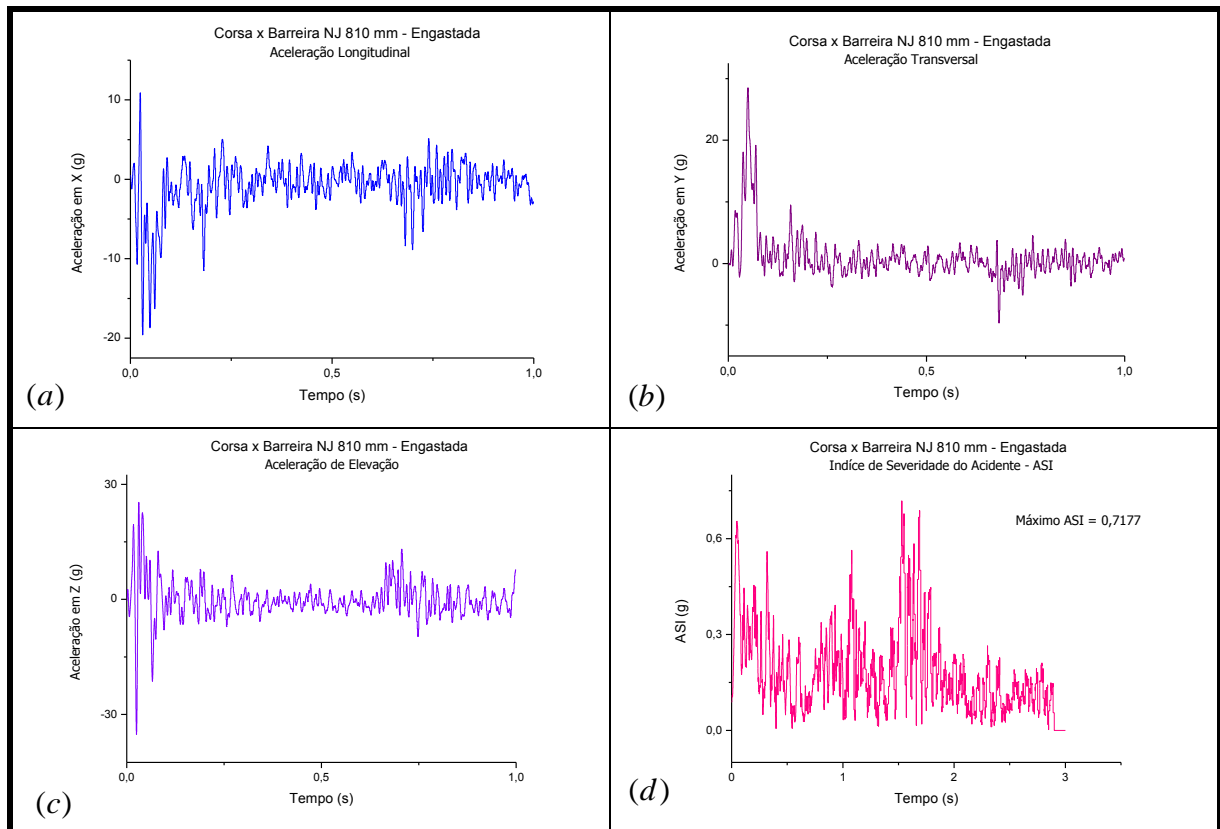 Corsa x Barreira NJ 810 mm - Engastada
Aceleração Longitudinal
10
0
-10
-20
Aceleração em X (g)
0,0
0,5
1,0
Tempo (s)
(a)
Corsa x Barreira NJ 810 mm - Engastada
Aceleração Transversal
20
0
Aceleração em Y (g)
0,0
0,5
1,0
Tempo (s)
(b)
Corsa x Barreira NJ 810 mm - Engastada
Aceleração de Elevação
30
0
-30
Aceleração em Z (g)
0,0
0,5
1,0
Tempo (s)
(c)
Corsa x Barreira NJ 810 mm - Engastada
Indíce de Severidade do Acidente - ASI
Máximo ASI = 0,7177
0,6
0,3
0,0
ASI (g)
0
1
2
3
Tempo (s)
(d)